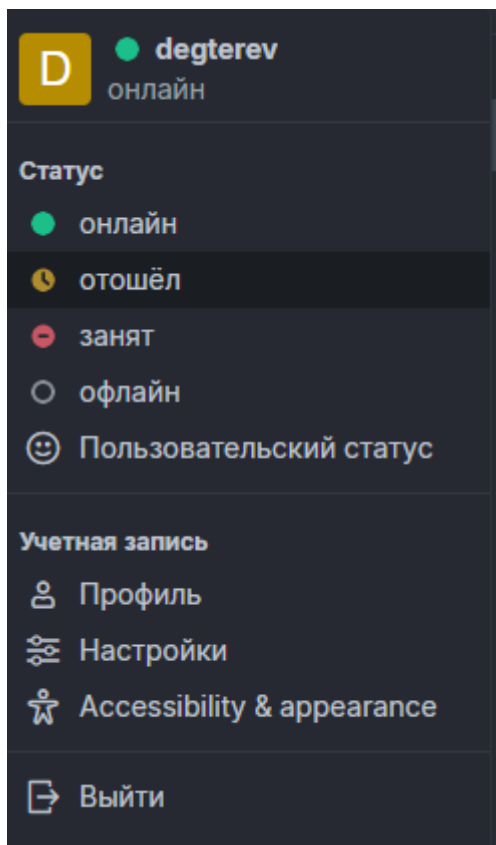 D
degterev
онлайн
Статус
онлайн
отошёл
занят
офлайн
Пользовательский статус
Учетная запись
Профиль
Настройки
Accessibility & appearance
Выйти